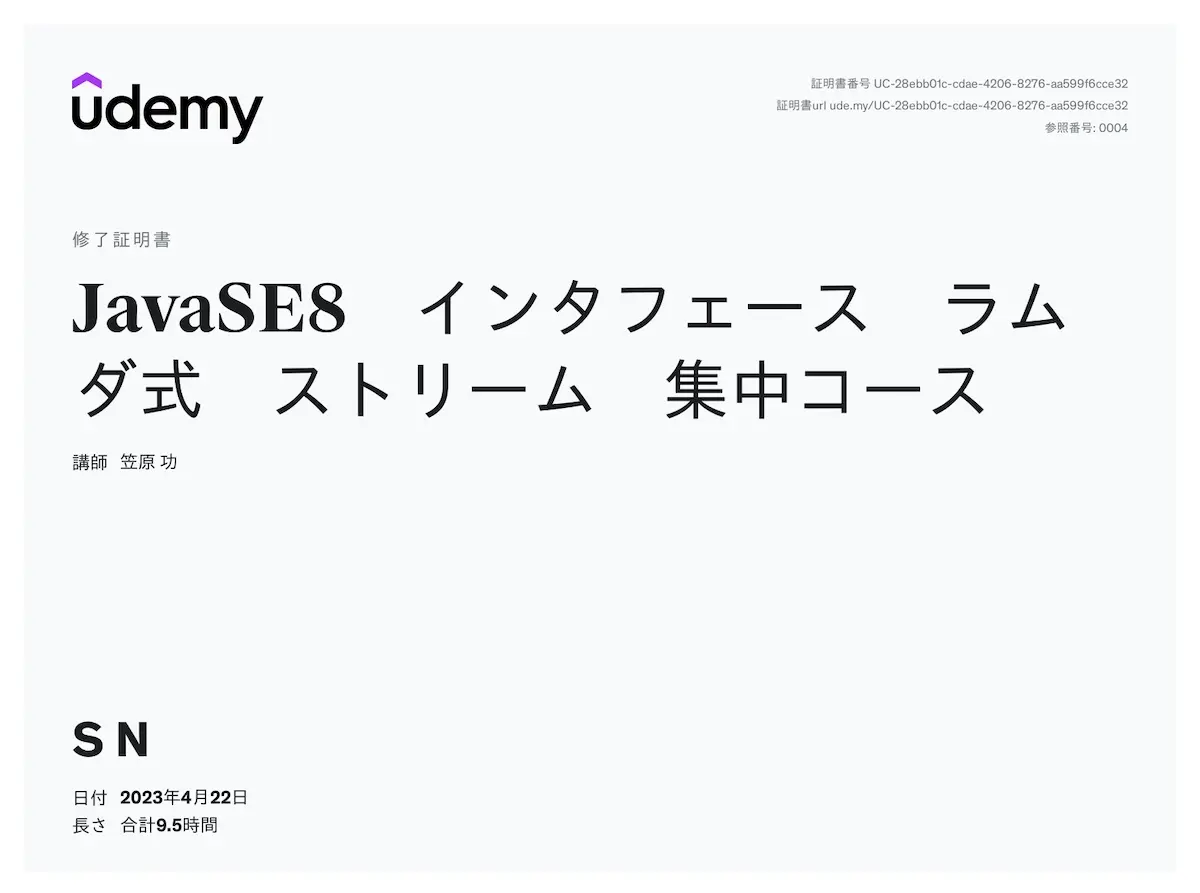 udemy
証明書番号 UC-28ebb01c-cdae-4206-8276-aa599f6cce32
証明書url ude.my/UC-28ebb01c-cdae-4206-8276-aa599f6cce32
参照番号: 0004
修了証明書
JavaSE8　インタフェース　ラム
ダ式　ストリーム　集中コース
講師 笠原 功
S N
日付 2023年4月22日
長さ 合計9.5時間